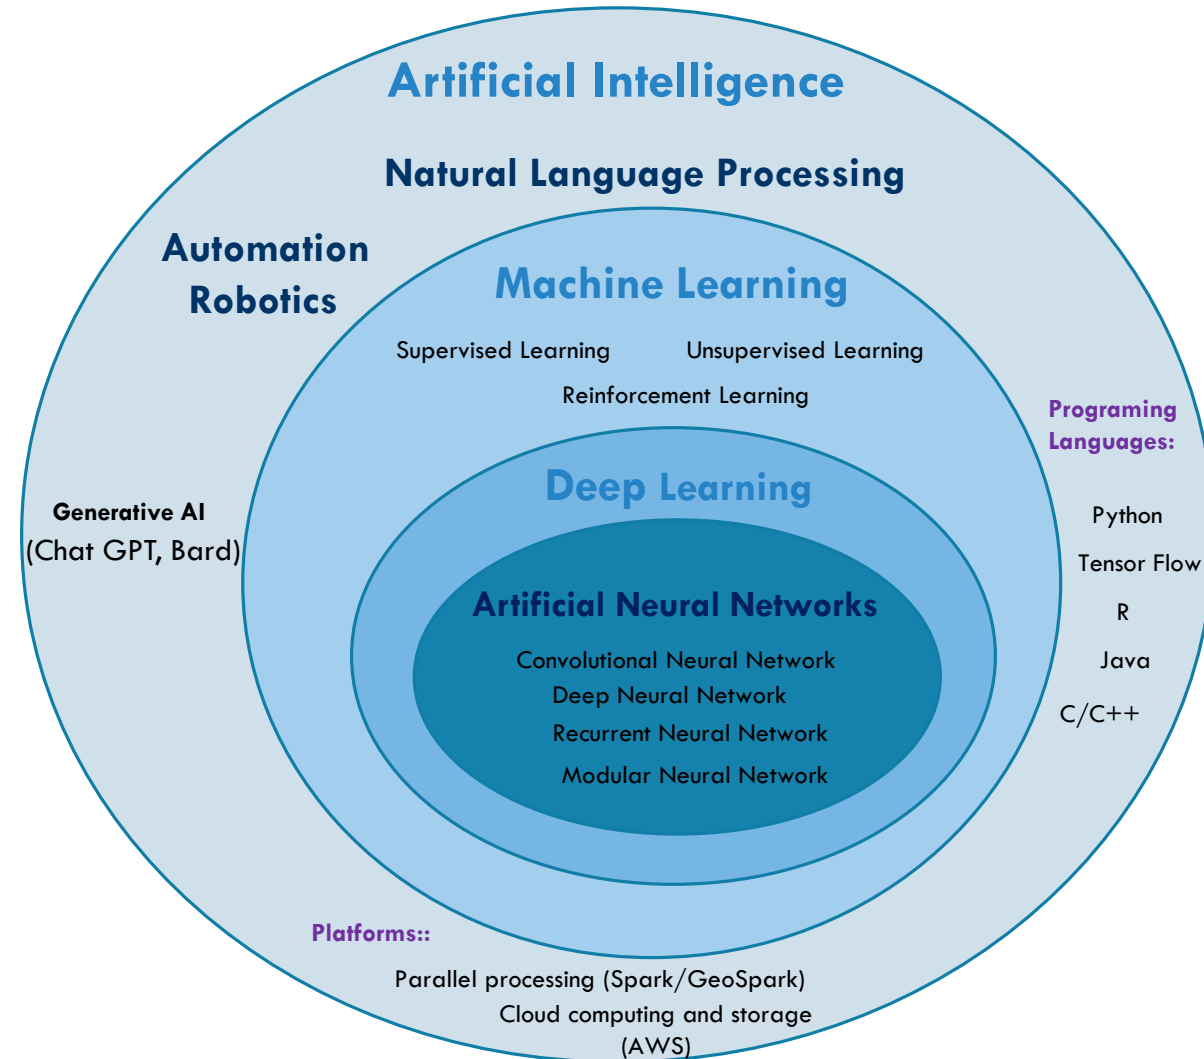 Artificial Intelligence
Natural Language Processing
Automation
Robotics
Machine Learning
Supervised Learning
Unsupervised Learning
Reinforcement Learning
Programing
Languages:
Deep Learning
Generative AI
(Chat GPT, Bard)
Python
Tensor Flow
R
Java
C/C++
Artificial Neural Networks
Convolutional Neural Network
Deep Neural Network
Recurrent Neural Network
Modular Neural Network
Platforms::
Parallel processing (Spark/GeoSpark)
Cloud computing and storage
(AWS)